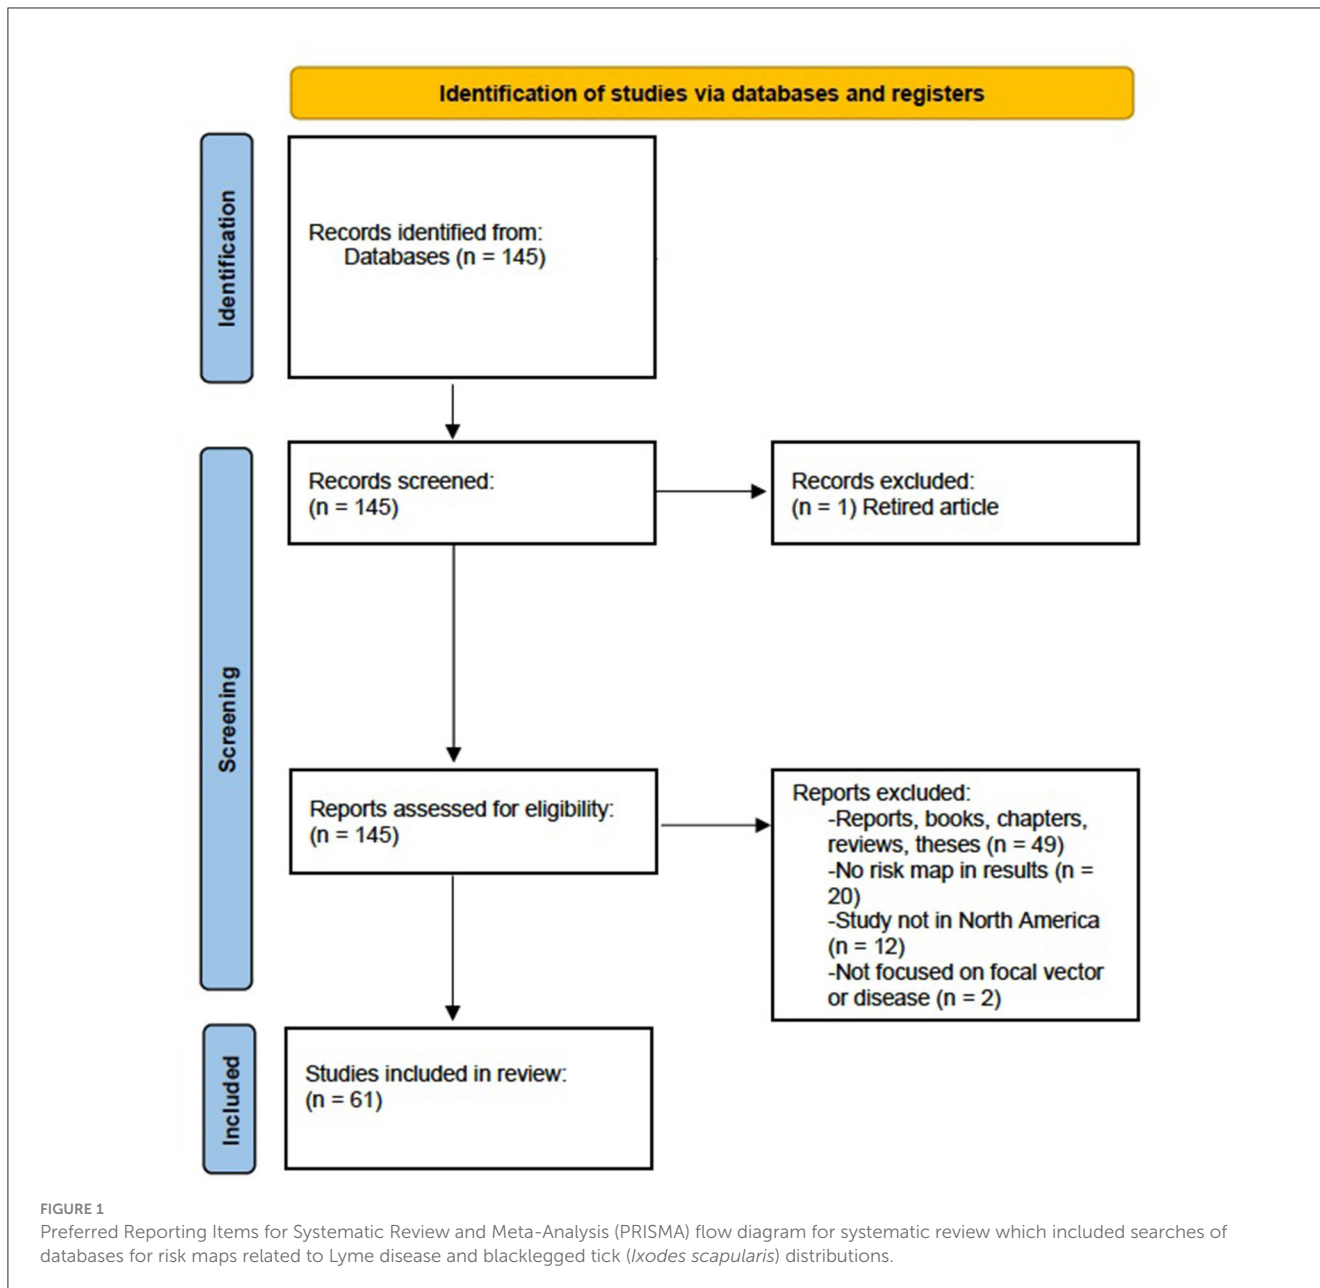 Identification of studies via databases and registers
Identification
Records identified from:
Databases (n = 145)
Screening
Records screened:
(n = 145)
Records excluded:
(n = 1) Retired article
Reports assessed for eligibility:
(n = 145)
Reports excluded:
-Reports, books, chapters,
reviews, theses (n = 49)
-No risk map in results (n =
20)
-Study not in North America
(n = 12)
-Not focused on focal vector
or disease (n = 2)
Included
Studies included in review:
(n = 61)
FIGURE 1
Preferred Reporting Items for Systematic Review and Meta-Analysis (PRISMA) flow diagram for systematic review which included searches of
databases for risk maps related to Lyme disease and blacklegged tick (Ixodes scapularis) distributions.